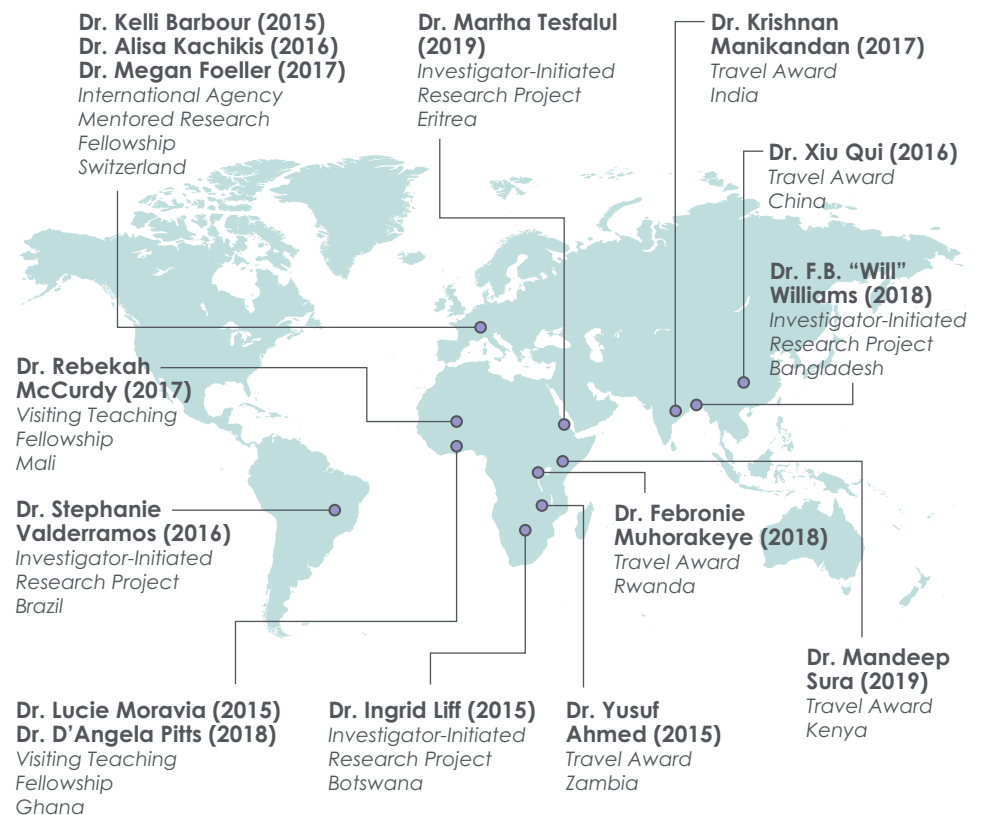 Dr. Kelli Barbour (2015)
Dr. Alisa Kachikis (2016)
Dr. Megan Foeller (2017)
International Agency
Mentored Research
Fellowship
Switzerland
Dr. Martha Tesfalul
(2019)
Investigator-Initiated
Research Project
Eritrea
Dr. Krishnan
Manikandan (2017)
Travel Award
India
Dr. Xiu Qui (2016)
Travel Award
China
Dr. F.B. “Will”
Williams (2018)
Investigator-Initiated
Research Project
Bangladesh
Dr. Rebekah
McCurdy (2017)
Visiting Teaching
Fellowship
Mali
Dr. Stephanie
Valderramos (2016)
Investigator-Initiated
Research Project
Brazil
Dr. Febronie
Muhorakeye (2018)
Travel Award
Rwanda
Dr. Mandeep
Sura (2019)
Travel Award
Kenya
Dr. Lucie Moravia (2015)
Dr. D’Angela Pitts (2018)
Visiting Teaching
Fellowship
Ghana
Dr. Ingrid Liff (2015)
Investigator-Initiated
Research Project
Botswana
Dr. Yusuf
Ahmed (2015)
Travel Award
Zambia